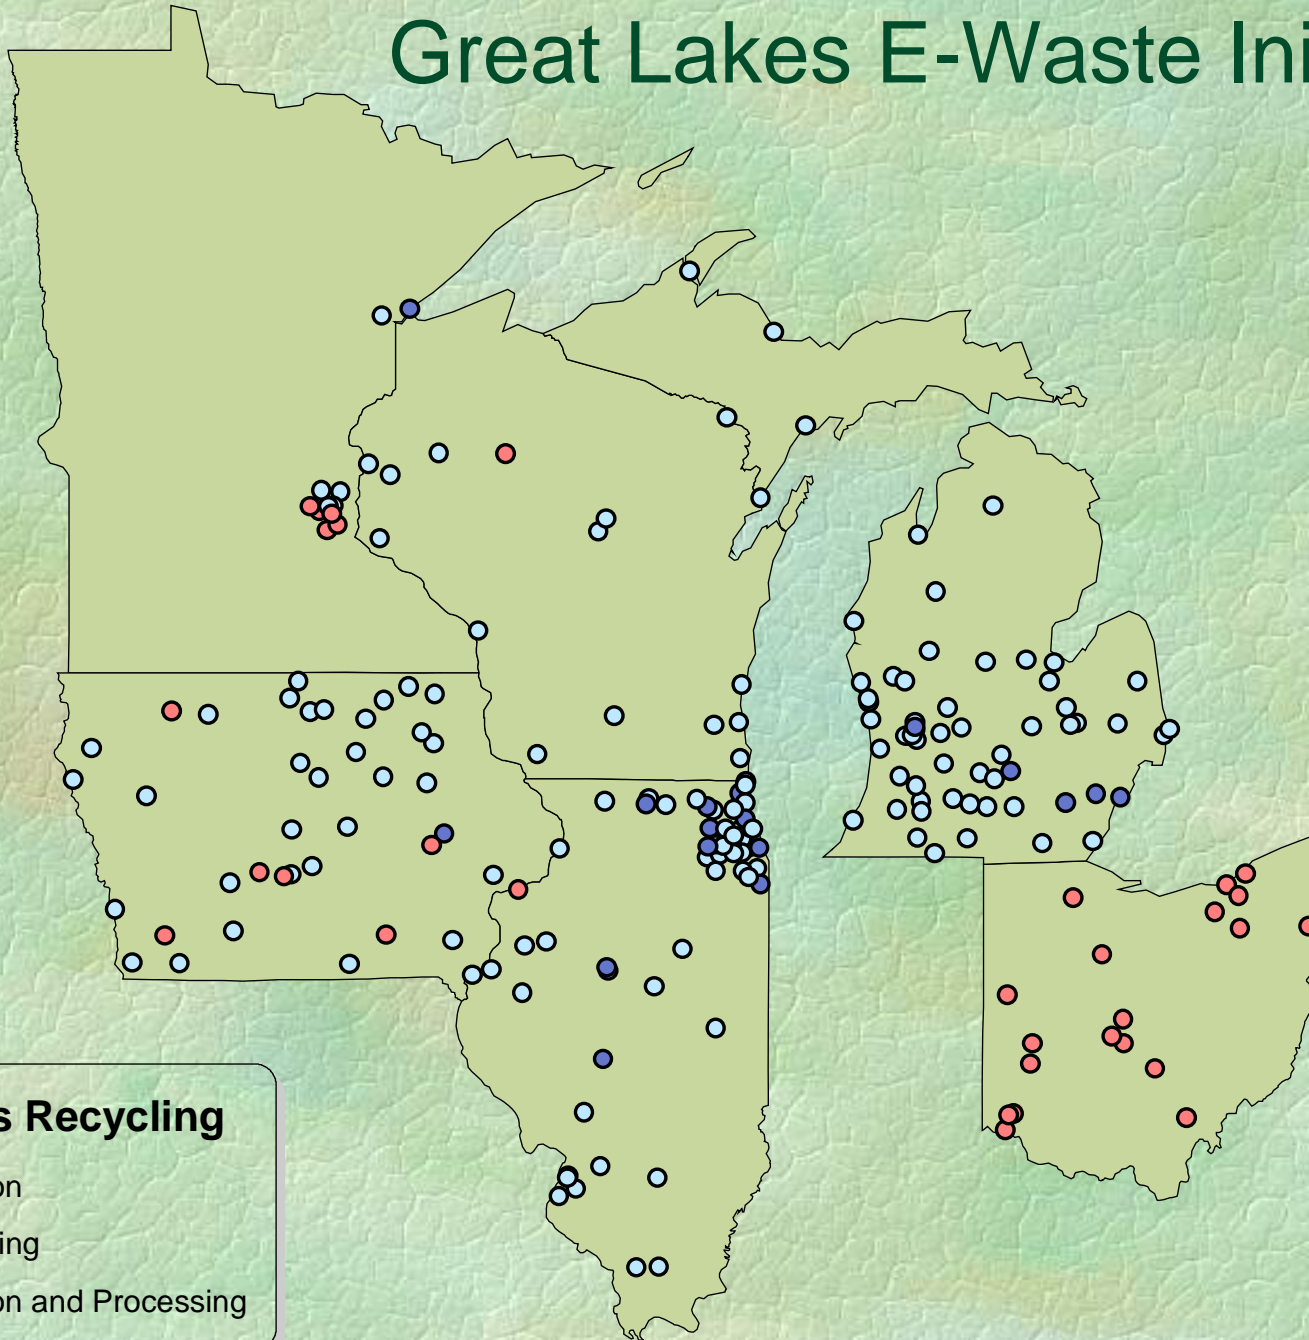 Great Lakes E-Waste Ini
s Recycling
on
ing
on and Processing